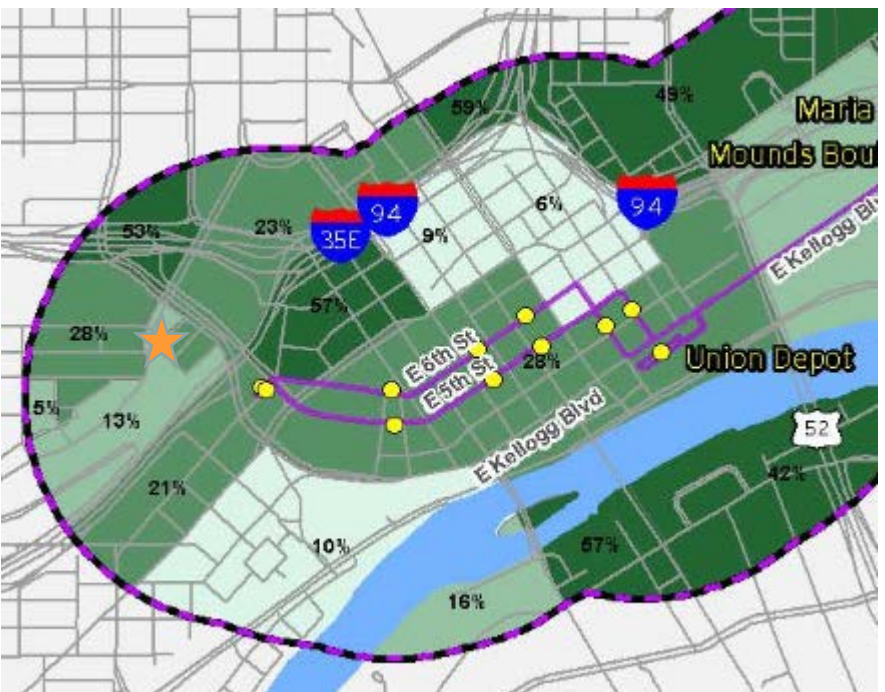 59%
49%
Maria
Mounds Boul
53%
23%
35E
94
9%
6%
94
E Kellogg Blv
57%
28%
5%
13%
E 6th St
E 5th St
28%
Union Depot
E Kellogg Blvd
52
21%
42%
10%
57%
16%